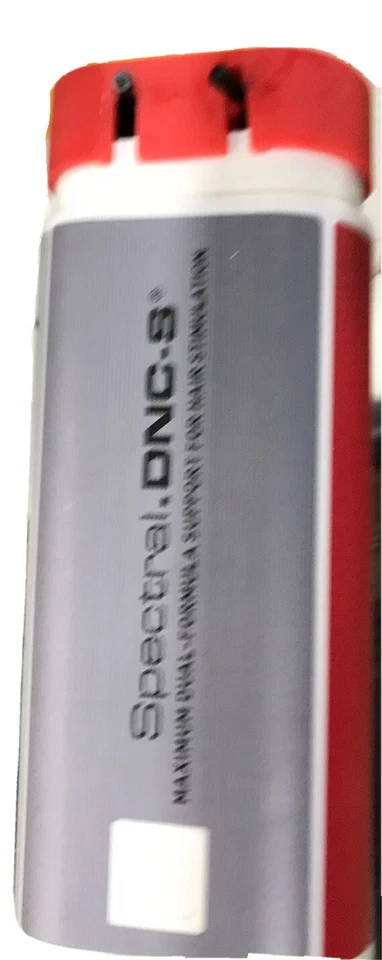 Spectral.DNC-S®
MAXIMUM DUAL-FORMULA SUPPORT FOR HAIR STIMULATION